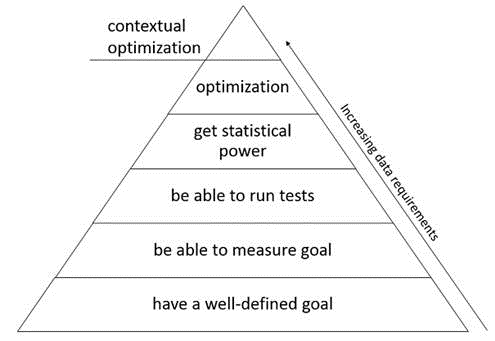 contextual
optimization
optimization
get statistical
power
be able to run tests
be able to measure goal
have a well-defined goal
Increasing data requirements